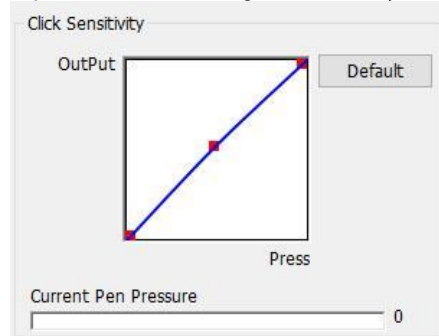 Click Sensitivity
OutPut
Default
Press
Current Pen Pressure
0